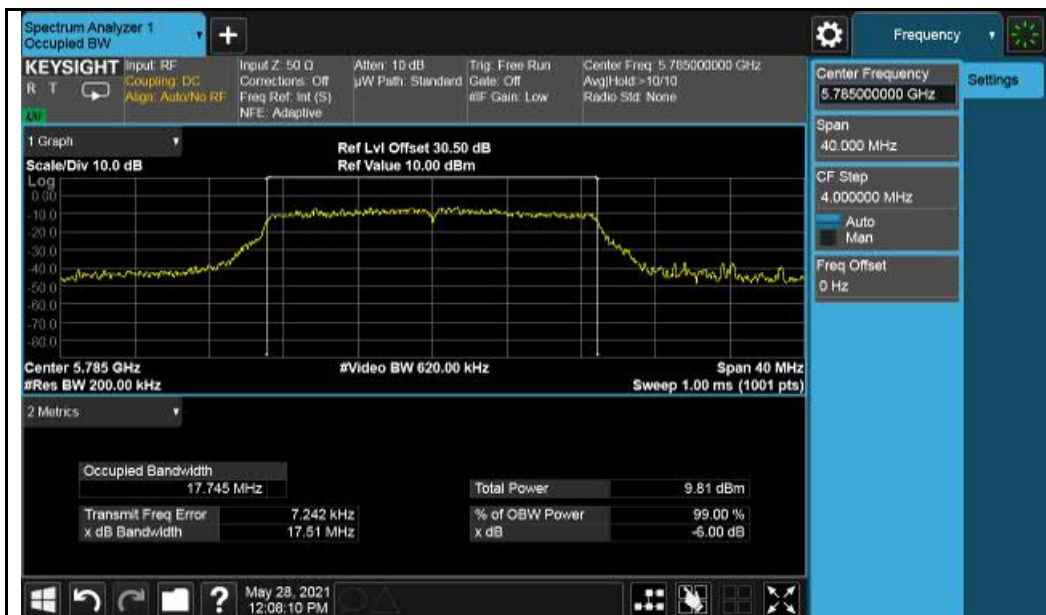 Spectrum Analyzer 1
Occupied BW
+
Frequency
KEYSIGHT
R T
Input: RF
Coupling: DC
Align: Auto/No RF
Input Z: 50 Ω
Corrections: Off
Freq Ref: Int (S)
NFE: Adaptive
Atten: 10 dB
µW Path: Standard
Trig: Free Run
Gate: Off
#IF Gain: Low
Center Freq: 5.785000000 GHz
Avg|Hold:>10/10
Radio Std: None
Center Frequency
5.785000000 GHz
Settings
Span
40.000 MHz
CF Step
4.000000 MHz
Auto
Man
Freq Offset
0 Hz
1 Graph
Scale/Div 10.0 dB
Ref Lvl Offset 30.50 dB
Ref Value 10.00 dBm
Log
0.00
-10.0
-20.0
-30.0
-40.0
-50.0
-60.0
-70.0
-80.0
Center 5.785 GHz
#Video BW 620.00 kHz
Span 40 MHz
#Res BW 200.00 kHz
Sweep 1.00 ms (1001 pts)
2 Metrics
Occupied Bandwidth
17.745 MHz
Total Power 9.81 dBm
Transmit Freq Error 7.242 kHz
% of OBW Power 99.00 %
x dB Bandwidth 17.51 MHz
x dB -6.00 dB
?
May 28, 2021
12:08:10 PM